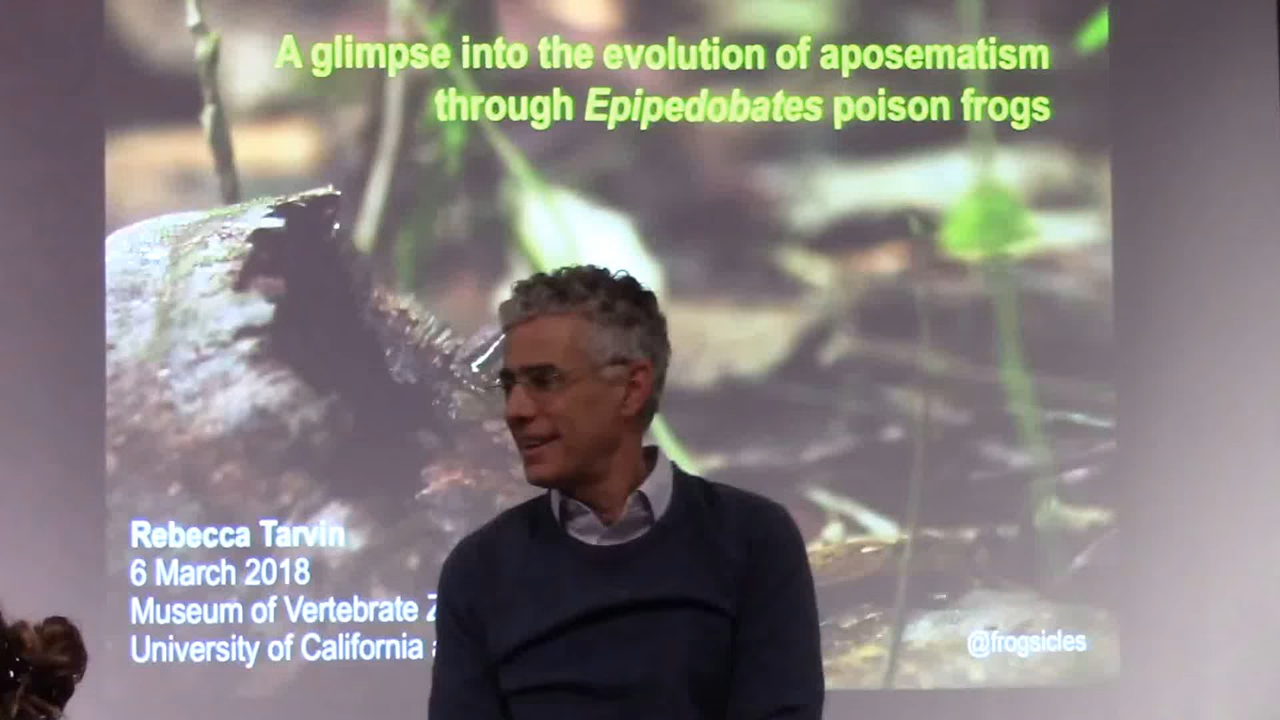 A glimpse into the evolution of aposematism
through Epipedobates poison frogs
Rebecca Tarvin
6 March 2018
Museum of Vertebrate
University of California
@frogsicles